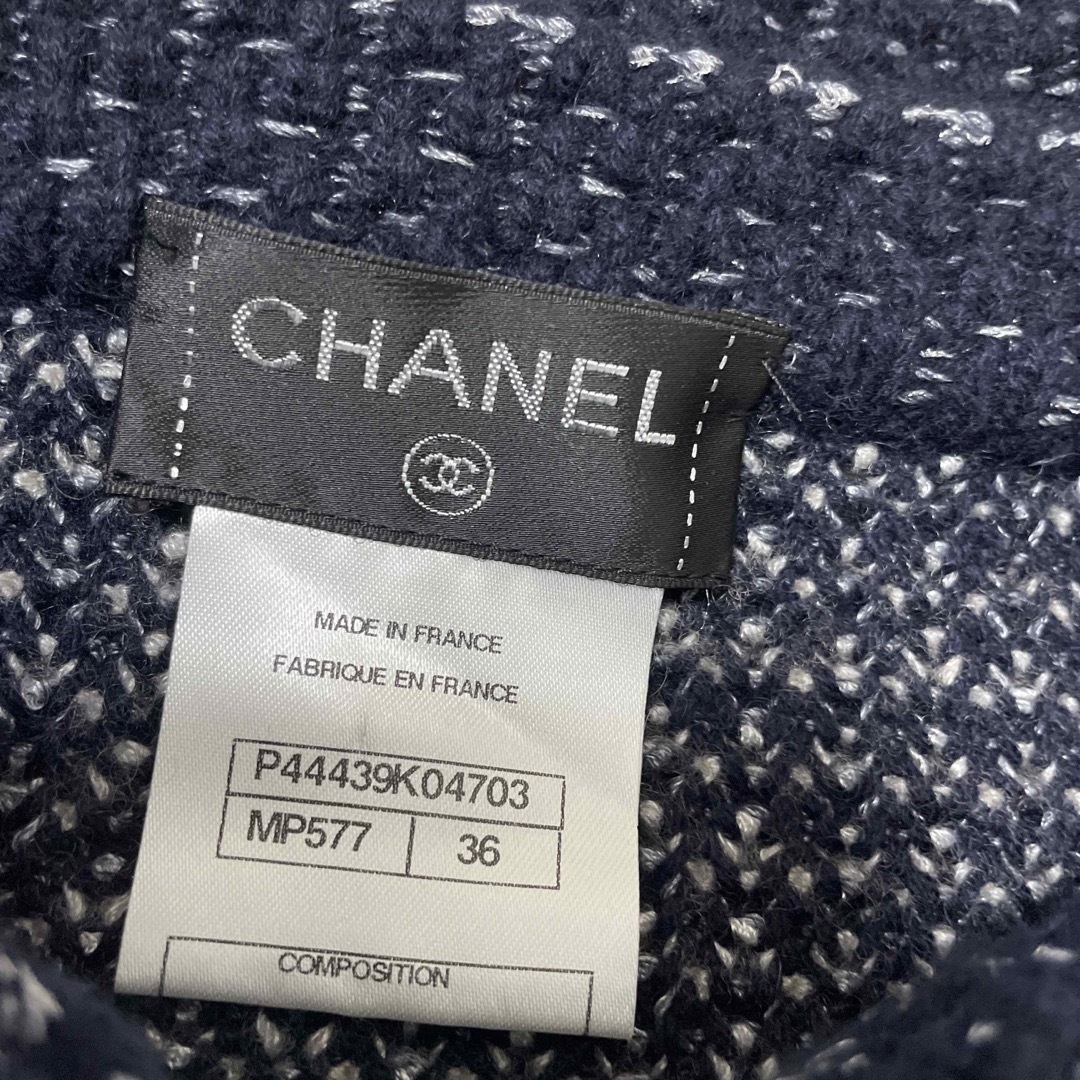 CHANEL
MADE IN FRANCE
FABRIQUE EN FRANCE
P44439K04703
MP577 36
COMPOSITION